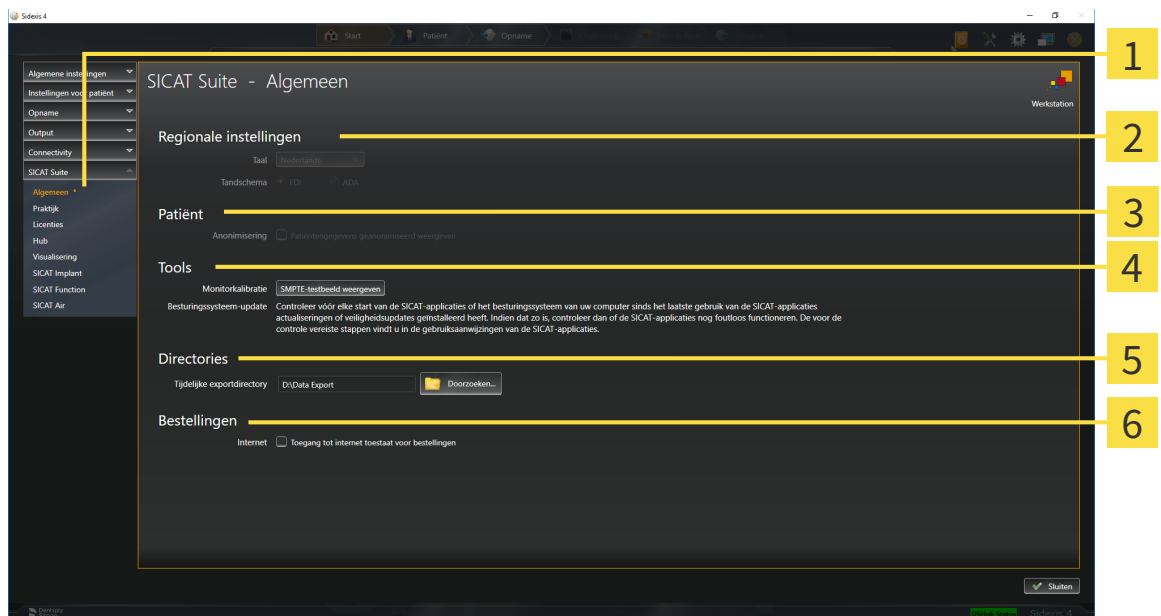 Sidexis 4
Start
Patiënt
Opname
1
Algemene instellingen
Instellingen voor patiënt
Opname
Output
Connectivity
SICAT Suite
Algemeen *
Praktijk
Licenties
Hub
Visualisering
SICAT Implant
SICAT Function
SICAT Air
SICAT Suite - Algemeen
Werkstation
Regionale instellingen
2
Taal Nederlands
Tandschema FDI ADA
Patiënt
3
Anonimisering Patiëntengegevens geanonimiseerd weergeven
Tools
4
Monitorkalibratie SMPTE-testbeeld weergeven
Besturingssysteem-update Controleer vóór elke start van de SICAT-applicaties of het besturingssysteem van uw computer sinds het laatste gebruik van de SICAT-applicaties
actualiseringen of veiligheidsupdates geïnstalleerd heeft. Indien dat zo is, controleer dan of de SICAT-applicaties nog foutloos functioneren. De voor de
controle vereiste stappen vindt u in de gebruiksaanwijzingen van de SICAT-applicaties.
Directories
5
Tijdelijke exportdirectory D:\Data Export Doorzoeken...
Bestellingen
6
Internet Toegang tot internet toestaat voor bestellingen
Sluiten
Dentsply
Sirona
DSHub Status
Sidexis 4